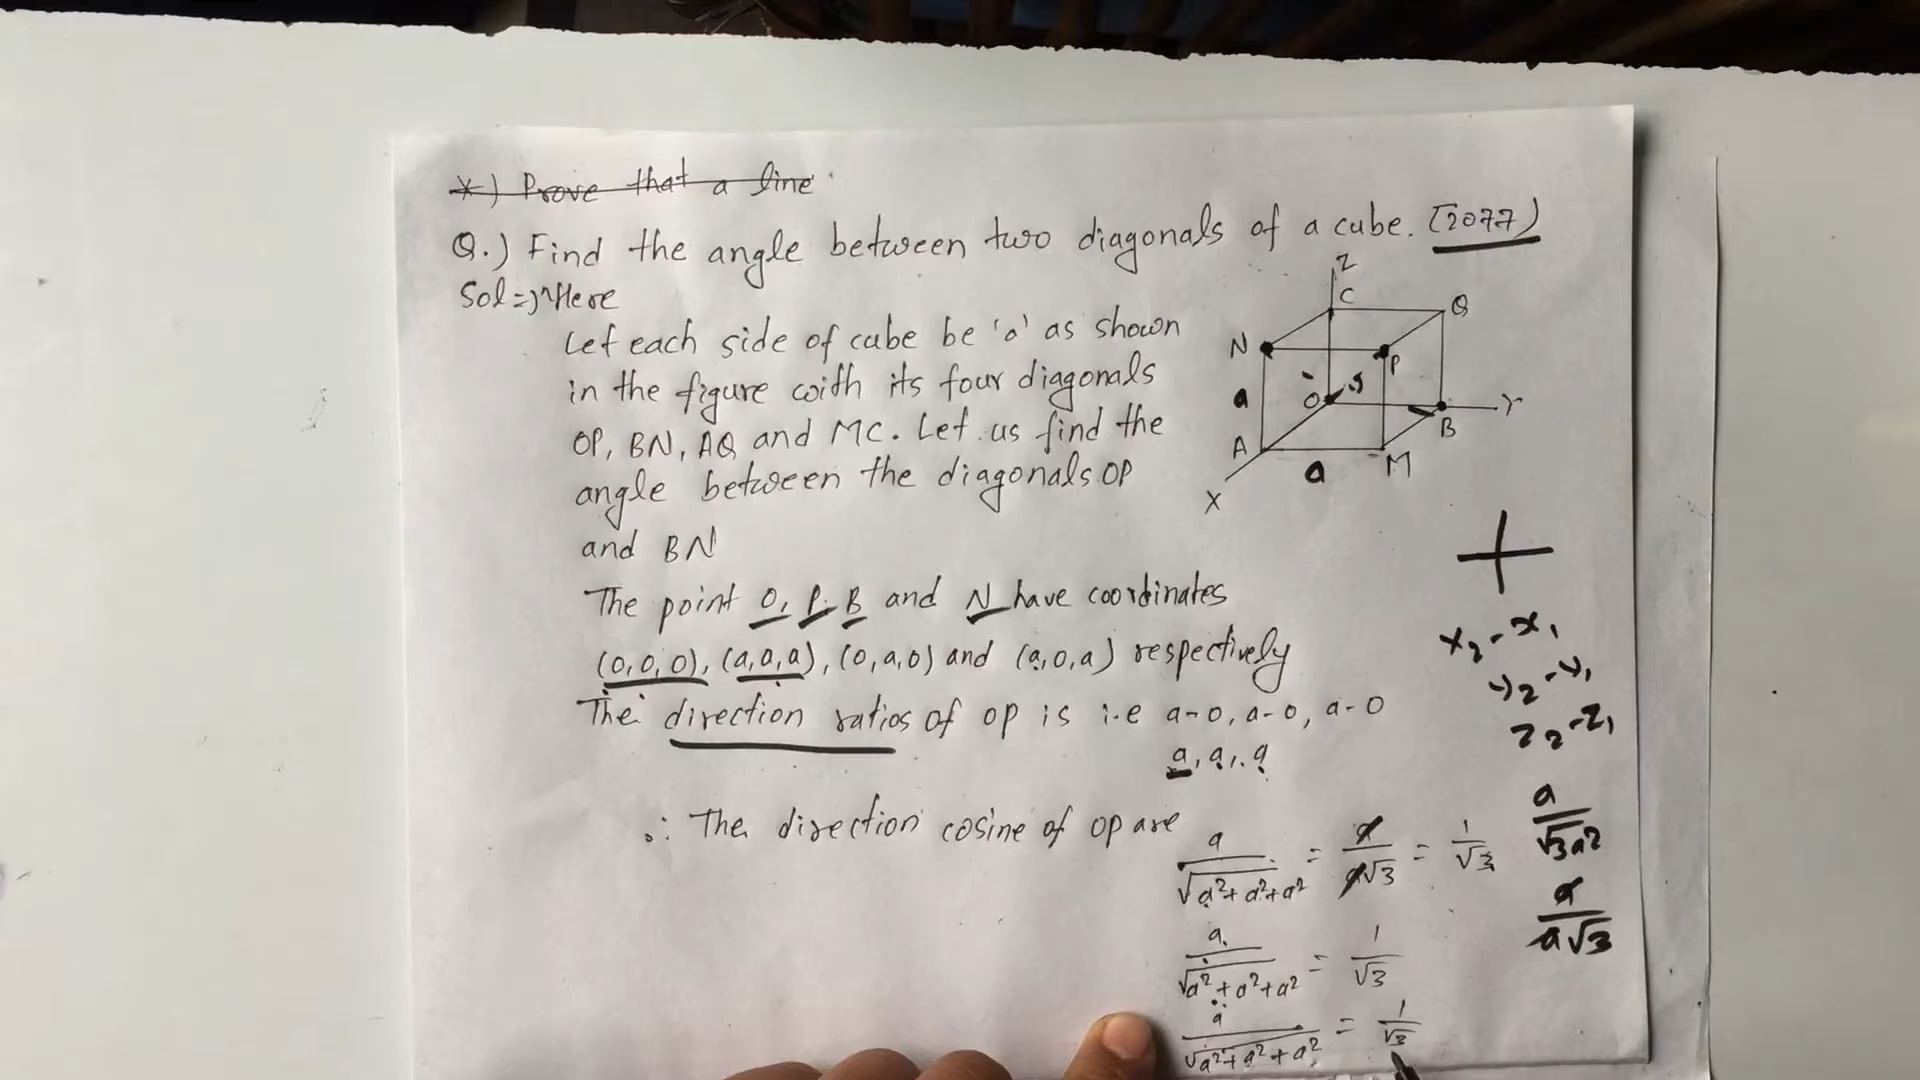 *) Prove that a line
Q.) Find the angle between two diagonals of a cube. [2077)
Sol=)n Here
Let each side of cube be 'a' as shown
in the figure with its four diagonals
OP, BN, AQ and MC. Let us find the
angle between the diagonals OP
and BN
The point O, P, B and N have coordinates
(0,0,0), (a,a,a), (0,a,0) and (a,0,a) respectively
The direction ratios of op is i.e a-0, a-0, a-0
a, a, a
∴ The direction cosine of op are
a/√a²+a²+a² = a/a√3 = 1/√3
a/√a²+a²+a² = 1/√3
a/√a²+a²+a² = 1/√3
Z
C
Q
N
P
a
O
Y
B
A
M
a
X
x2-x1
y2-y1
z2-z1
a/√3a²
a/a√3